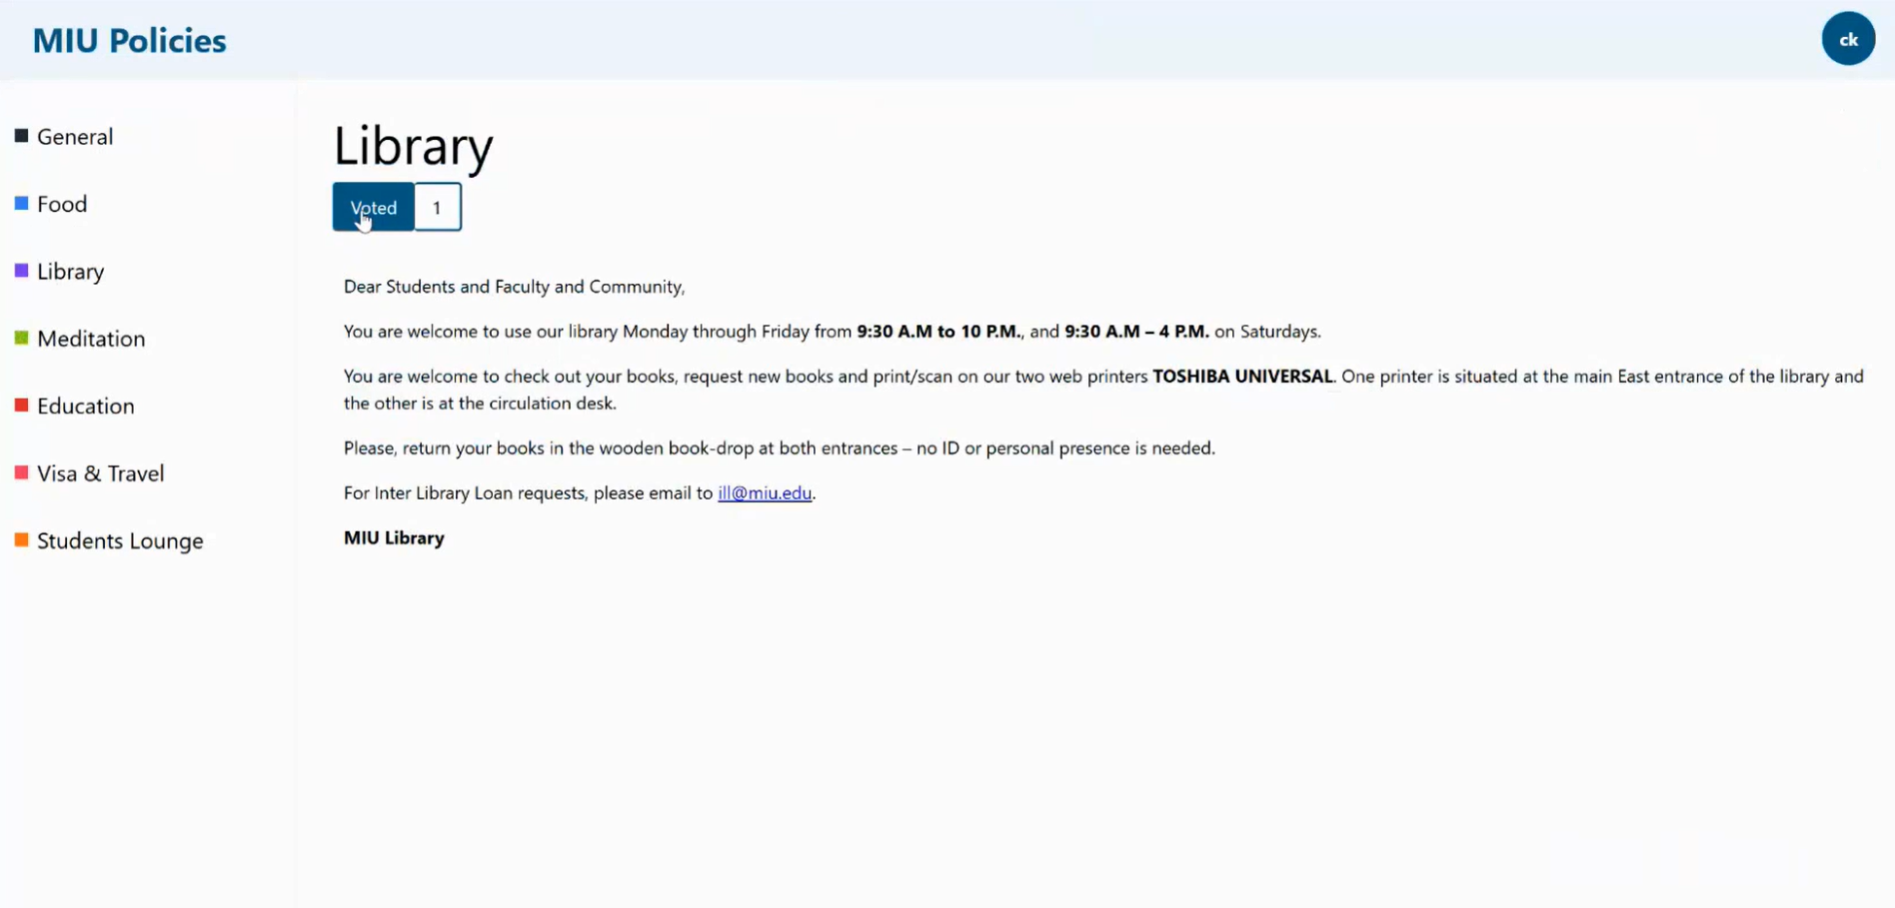 MIU Policies
ck
General
Food
Library
Meditation
Education
Visa & Travel
Students Lounge
Library
Voted 1
Dear Students and Faculty and Community,
You are welcome to use our library Monday through Friday from 9:30 A.M to 10 P.M., and 9:30 A.M – 4 P.M. on Saturdays.
You are welcome to check out your books, request new books and print/scan on our two web printers TOSHIBA UNIVERSAL. One printer is situated at the main East entrance of the library and
the other is at the circulation desk.
Please, return your books in the wooden book-drop at both entrances – no ID or personal presence is needed.
For Inter Library Loan requests, please email to ill@miu.edu.
MIU Library